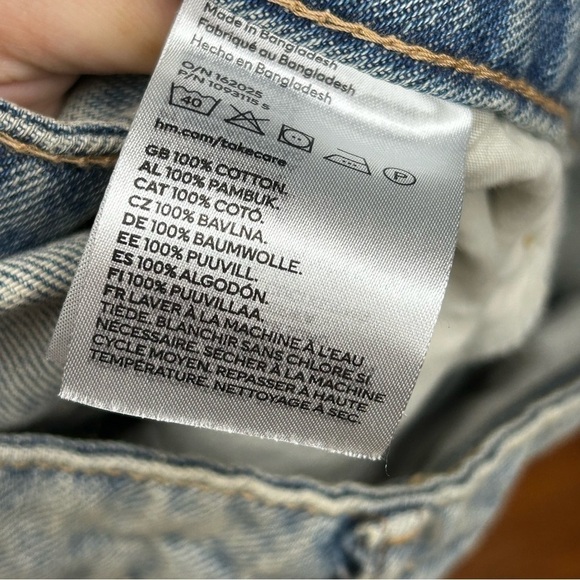 Made in Bangladesh
Fabriqué au Bangladesh
Hecho en Bangladesh
O/N 162025
P/N 1093115 s
40 P
hm.com/takecare
GB 100% COTTON.
AL 100% PAMBUK.
CAT 100% COTÓ.
CZ 100% BAVLNA.
DE 100% BAUMWOLLE.
EE 100% PUUVILL.
ES 100% ALGODÓN.
FI 100% PUUVILLAA.
FR LAVER À LA MACHINE À L'EAU
TIÈDE. BLANCHIR SANS CHLORE SI
NÉCESSAIRE. SÉCHER À LA MACHINE
CYCLE MOYEN. REPASSER À HAUTE
TEMPÉRATURE. NETTOYAGE À SEC.